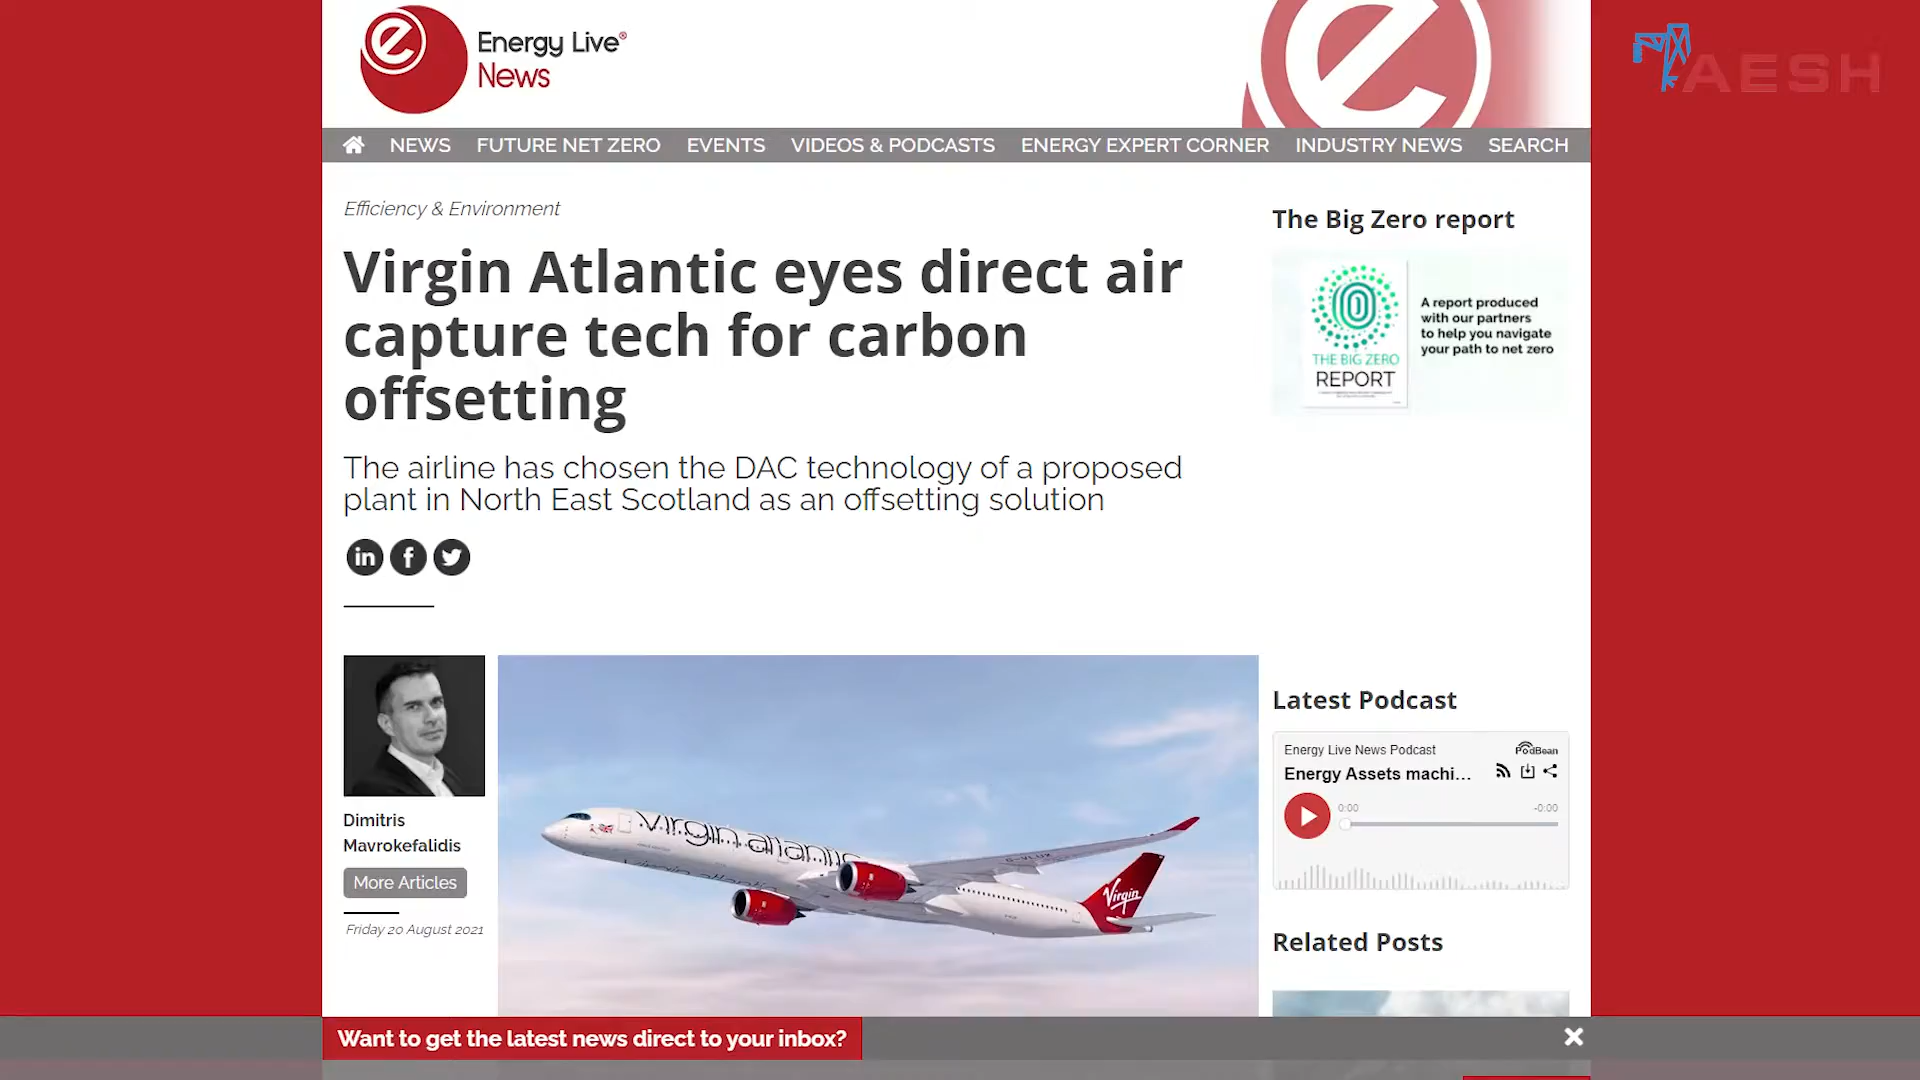 Energy Live®
News
AESH
NEWS FUTURE NET ZERO EVENTS VIDEOS & PODCASTS ENERGY EXPERT CORNER INDUSTRY NEWS SEARCH
Efficiency & Environment
Virgin Atlantic eyes direct air
capture tech for carbon
offsetting
The airline has chosen the DAC technology of a proposed
plant in North East Scotland as an offsetting solution
in f
Dimitris
Mavrokefalidis
More Articles
Friday 20 August 2021
virgin atlantic
Virgin
The Big Zero report
THE BIG ZERO
REPORT
A report produced
with our partners
to help you navigate
your path to net zero
Latest Podcast
Energy Live News Podcast
PodBean
Energy Assets machi...
0:00 -0:00
Related Posts
Want to get the latest news direct to your inbox?